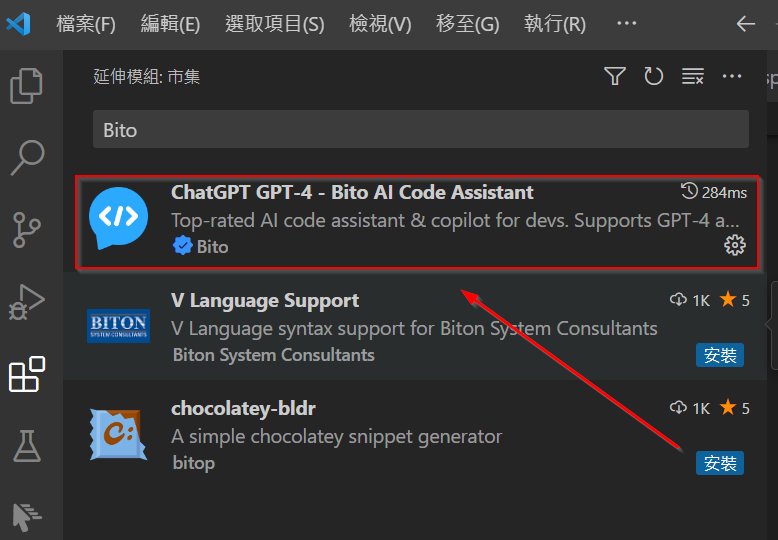 檔案(F) 編輯(E) 選取項目(S) 檢視(V) 移至(G) 執行(R) ···
延伸模組: 市集
Bito
ChatGPT GPT-4 - Bito AI Code Assistant 284ms
Top-rated AI code assistant & copilot for devs. Supports GPT-4 a...
Bito
V Language Support 1K 5
BITON
SYSTEM CONSULTANTS
V Language syntax support for Biton System Consultants
Biton System Consultants 安裝
chocolatey-bldr 1K 5
C:
A simple chocolatey snippet generator
bitop 安裝